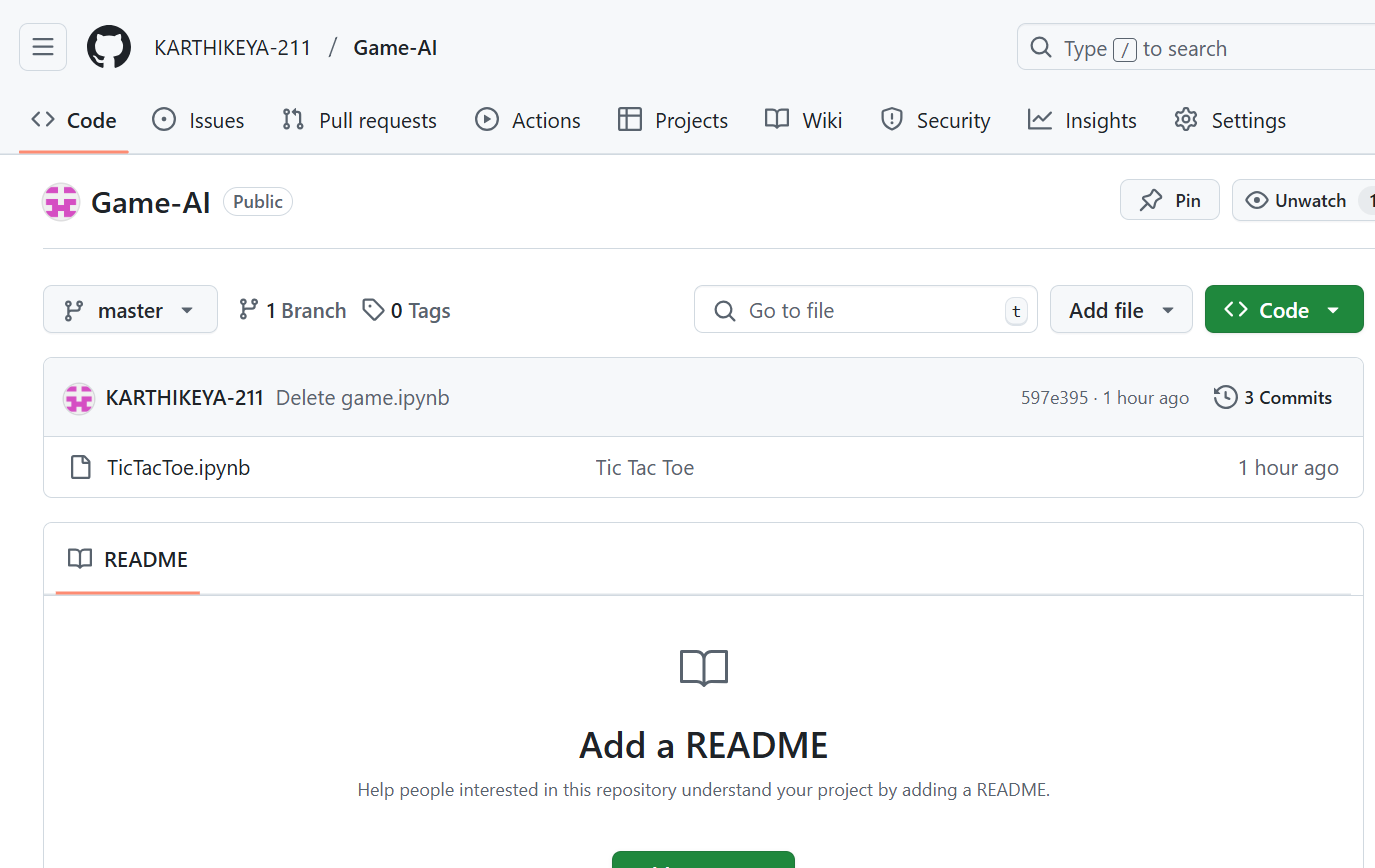 KARTHIKEYA-211 / Game-AI
Type / to search
Code Issues Pull requests Actions Projects Wiki Security Insights Settings
Game-AI Public
Pin Unwatch 1
master 1 Branch 0 Tags Go to file t Add file Code
KARTHIKEYA-211 Delete game.ipynb 597e395 · 1 hour ago 3 Commits
TicTacToe.ipynb Tic Tac Toe 1 hour ago
README
Add a README
Help people interested in this repository understand your project by adding a README.